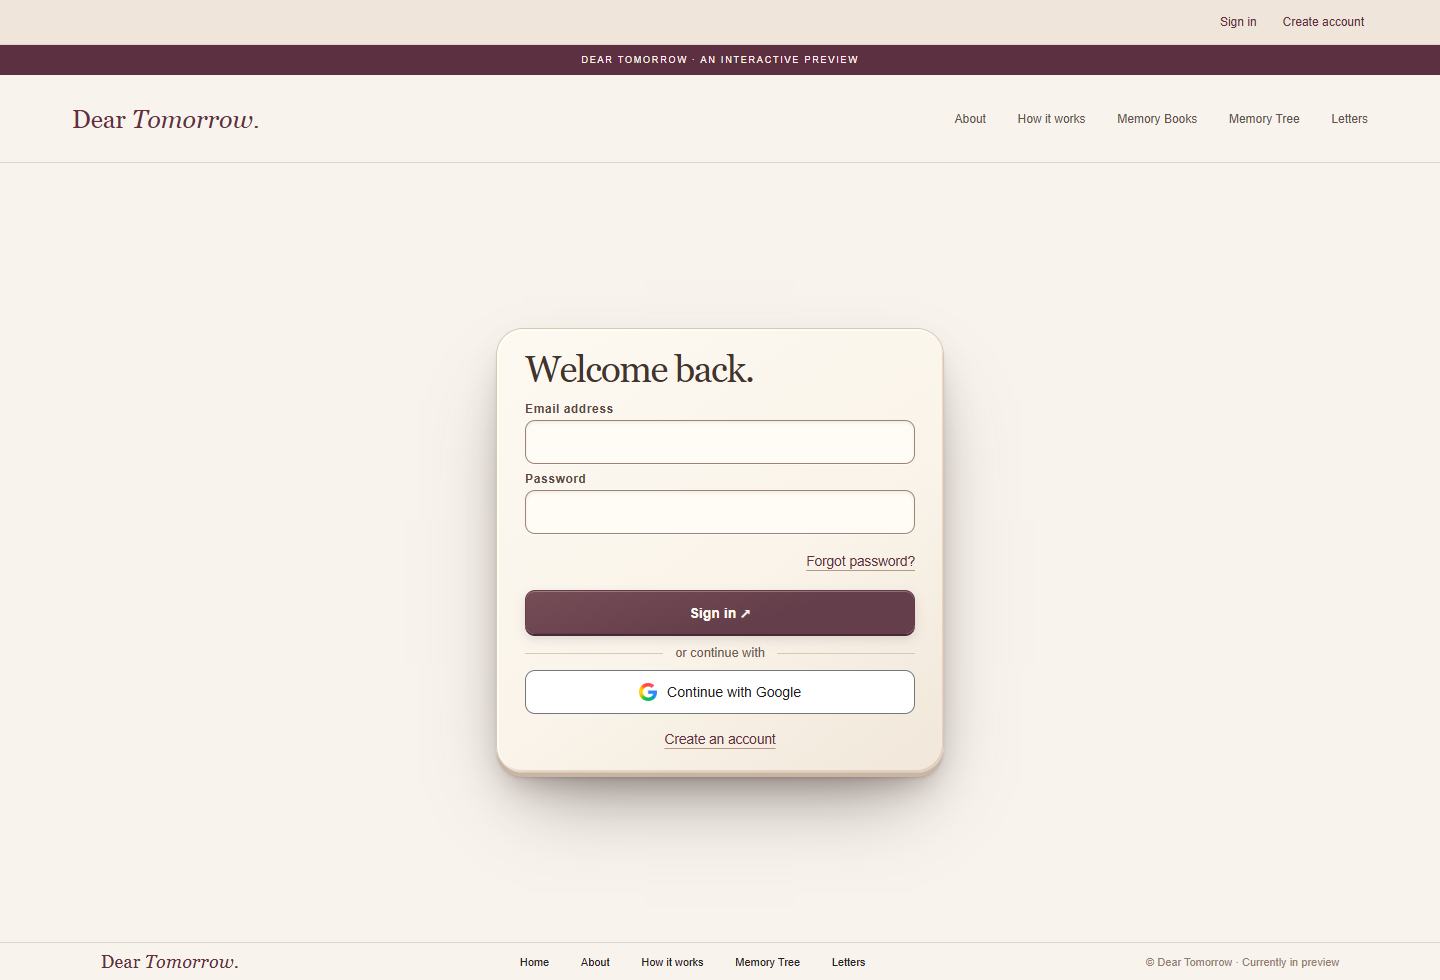 Sign in Create account
DEAR TOMORROW · AN INTERACTIVE PREVIEW
Dear Tomorrow. About How it works Memory Books Memory Tree Letters
Welcome back.
Email address
Password
Forgot password?
Sign in ↗
or continue with
Continue with Google
Create an account
Dear Tomorrow. Home About How it works Memory Tree Letters © Dear Tomorrow · Currently in preview